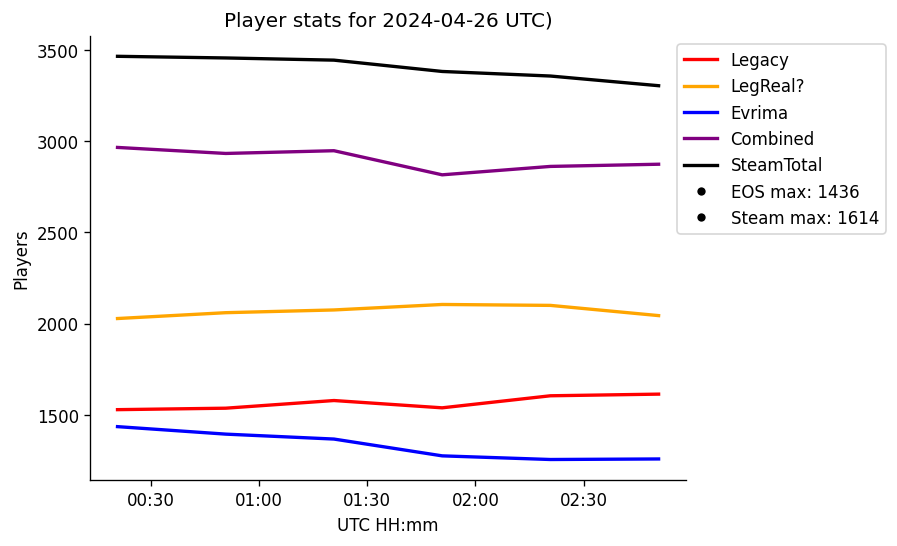 Player stats for 2024-04-26 UTC)
3500
3000
2500
2000
1500
Players
00:30 01:00 01:30 02:00 02:30
UTC HH:mm
Legacy
LegReal?
Evrima
Combined
SteamTotal
EOS max: 1436
Steam max: 1614